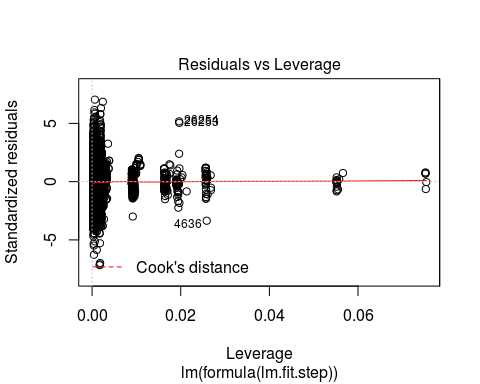 Residuals vs Leverage
Standardized residuals
5
0
-5
26254
4636
Cook's distance
0.00 0.02 0.04 0.06
Leverage
lm(formula(lm.fit.step))